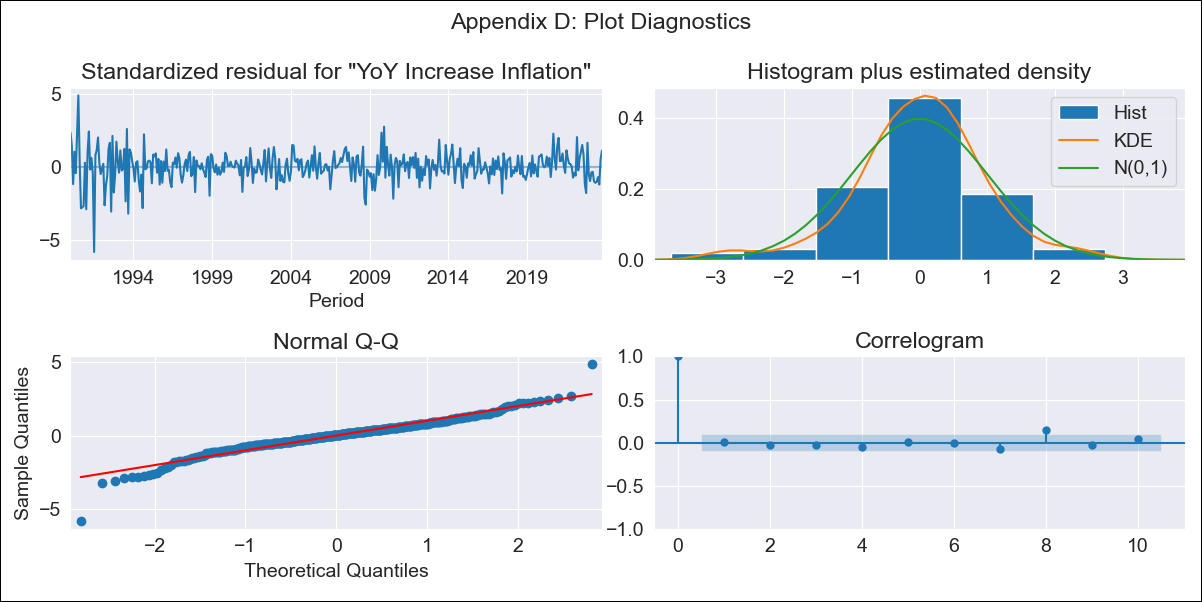 Appendix D: Plot Diagnostics
Standardized residual for "YoY Increase Inflation"
5
0
−5
1994 1999 2004 2009 2014 2019
Period
Histogram plus estimated density
0.4
0.2
0.0
Hist
KDE
N(0,1)
−3 −2 −1 0 1 2 3
Normal Q-Q
Sample Quantiles
5
0
−5
−2 −1 0 1 2
Theoretical Quantiles
Correlogram
1.0
0.5
0.0
−0.5
−1.0
0 2 4 6 8 10